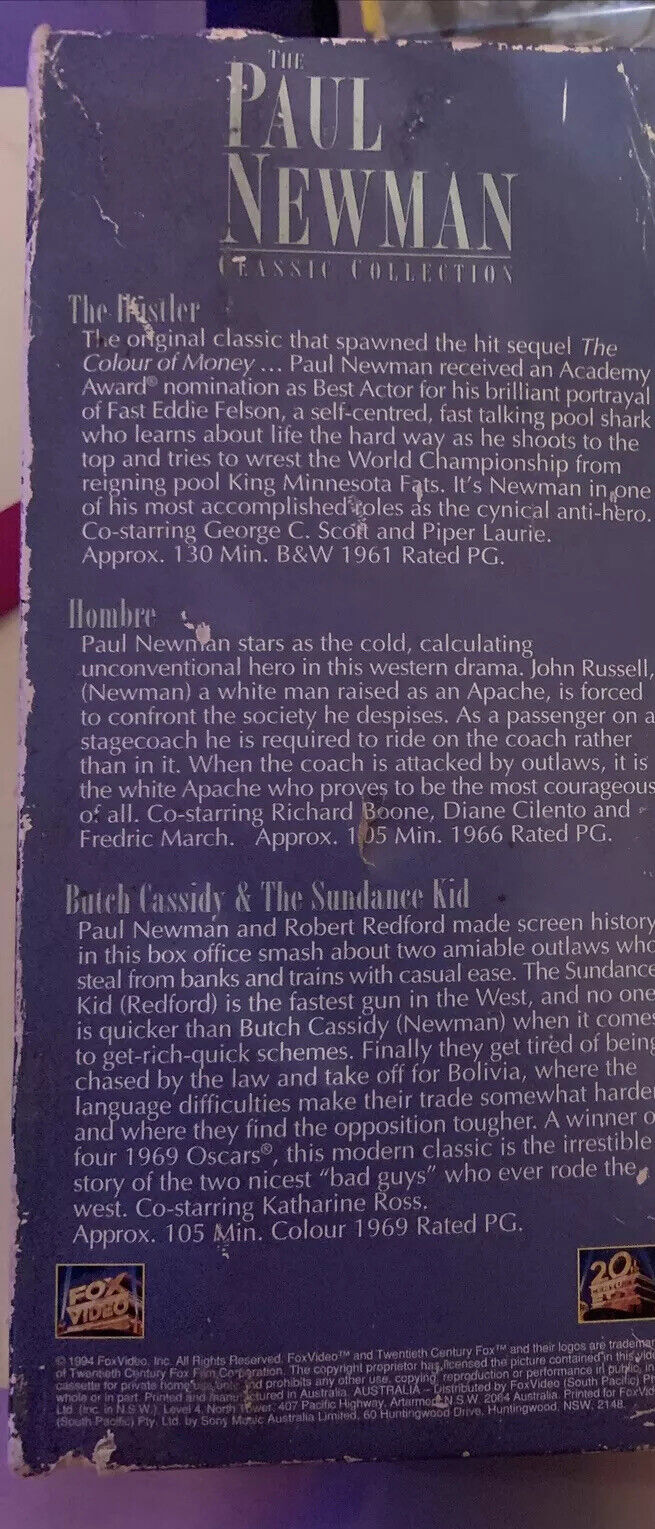 THE
PAUL
NEWMAN
CLASSIC COLLECTION
The Hustler
The original classic that spawned the hit sequel The
Colour of Money ... Paul Newman received an Academy
Award® nomination as Best Actor for his brilliant portrayal
of Fast Eddie Felson, a self-centred, fast talking pool shark
who learns about life the hard way as he shoots to the
top and tries to wrest the World Championship from
reigning pool King Minnesota Fats. It's Newman in one
of his most accomplished roles as the cynical anti-hero.
Co-starring George C. Scott and Piper Laurie.
Approx. 130 Min. B&W 1961 Rated PG.
Hombre
Paul Newman stars as the cold, calculating
unconventional hero in this western drama. John Russell,
(Newman) a white man raised as an Apache, is forced
to confront the society he despises. As a passenger on a
stagecoach he is required to ride on the coach rather
than in it. When the coach is attacked by outlaws, it is
the white Apache who proves to be the most courageous
of all. Co-starring Richard Boone, Diane Cilento and
Fredric March. Approx. 105 Min. 1966 Rated PG.
Butch Cassidy & The Sundance Kid
Paul Newman and Robert Redford made screen history
in this box office smash about two amiable outlaws who
steal from banks and trains with casual ease. The Sundance
Kid (Redford) is the fastest gun in the West, and no one
is quicker than Butch Cassidy (Newman) when it comes
to get-rich-quick schemes. Finally they get tired of being
chased by the law and take off for Bolivia, where the
language difficulties make their trade somewhat harder
and where they find the opposition tougher. A winner o
four 1969 Oscars®, this modern classic is the irrestible
story of the two nicest "bad guys" who ever rode the
west. Co-starring Katharine Ross.
Approx. 105 Min. Colour 1969 Rated PG.
FOX
VIDEO
20
CENTURY
FOX
© 1994 FoxVideo, Inc. All Rights Reserved. FoxVideo™ and Twentieth Century Fox™ and their logos are trademar
of Twentieth Century Fox Film Corporation. The copyright proprietor has licensed the picture contained in this vide
cassette for private home use only and prohibits any other use, copying, reproduction or performance in public, in
whole or in part. Printed and manufactured in Australia. AUSTRALIA – Distributed by FoxVideo (South Pacific) P
Ltd. (Inc. in N.S.W.). Level 4, North Tower, 407 Pacific Highway, Artarmon N.S.W. 2064 Australia. Printed for FoxVid
(South Pacific) Pty. Ltd. by Sony Music Australia Limited, 60 Huntingwood Drive, Huntingwood, NSW, 2148.